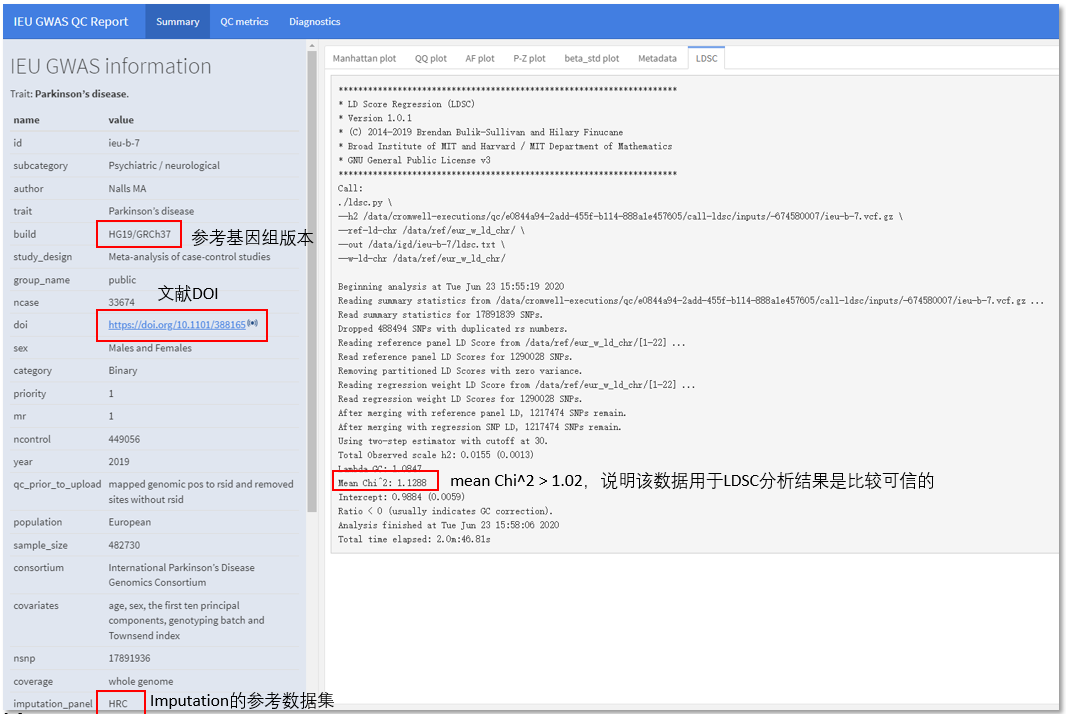 IEU GWAS QC Report Summary QC metrics Diagnostics
IEU GWAS information
Trait: Parkinson's disease.
name value
id ieu-b-7
subcategory Psychiatric / neurological
author Nalls MA
trait Parkinson's disease
build HG19/GRCh37 参考基因组版本
study_design Meta-analysis of case-control studies
group_name public
文献DOI
ncase 33674
doi https://doi.org/10.1101/388165
sex Males and Females
category Binary
priority 1
mr 1
ncontrol 449056
year 2019
qc_prior_to_upload mapped genomic pos to rsid and removed
sites without rsid
population European
sample_size 482730
consortium International Parkinson's Disease
Genomics Consortium
covariates age, sex, the first ten principal
components, genotyping batch and
Townsend index
nsnp 17891936
coverage whole genome
imputation_panel HRC Imputation的参考数据集
Manhattan plot QQ plot AF plot P-Z plot beta_std plot Metadata LDSC
*********************************************************************
* LD Score Regression (LDSC)
* Version 1.0.1
* (C) 2014-2019 Brendan Bulik-Sullivan and Hilary Finucane
* Broad Institute of MIT and Harvard / MIT Department of Mathematics
* GNU General Public License v3
*********************************************************************
Call:
./ldsc.py \
--h2 /data/cromwell-executions/qc/e0844a94-2add-455f-b114-888a1e457605/call-ldsc/inputs/-674580007/ieu-b-7.vcf.gz \
--ref-ld-chr /data/ref/eur_w_ld_chr/ \
--out /data/igd/ieu-b-7/ldsc.txt \
--w-ld-chr /data/ref/eur_w_ld_chr/
Beginning analysis at Tue Jun 23 15:55:19 2020
Reading summary statistics from /data/cromwell-executions/qc/e0844a94-2add-455f-b114-888a1e457605/call-ldsc/inputs/-674580007/ieu-b-7.vcf.gz ...
Read summary statistics for 17891839 SNPs.
Dropped 488494 SNPs with duplicated rs numbers.
Reading reference panel LD Score from /data/ref/eur_w_ld_chr/[1-22] ...
Read reference panel LD Scores for 1290028 SNPs.
Removing partitioned LD Scores with zero variance.
Reading regression weight LD Score from /data/ref/eur_w_ld_chr/[1-22] ...
Read regression weight LD Scores for 1290028 SNPs.
After merging with reference panel LD, 1217474 SNPs remain.
After merging with regression SNP LD, 1217474 SNPs remain.
Using two-step estimator with cutoff at 30.
Total Observed scale h2: 0.0155 (0.0013)
Lambda GC: 1.0847
Mean Chi^2: 1.1288 mean Chi^2 > 1.02，说明该数据用于LDSC分析结果是比较可信的
Intercept: 0.9884 (0.0059)
Ratio < 0 (usually indicates GC correction).
Analysis finished at Tue Jun 23 15:58:06 2020
Total time elapsed: 2.0m:46.81s